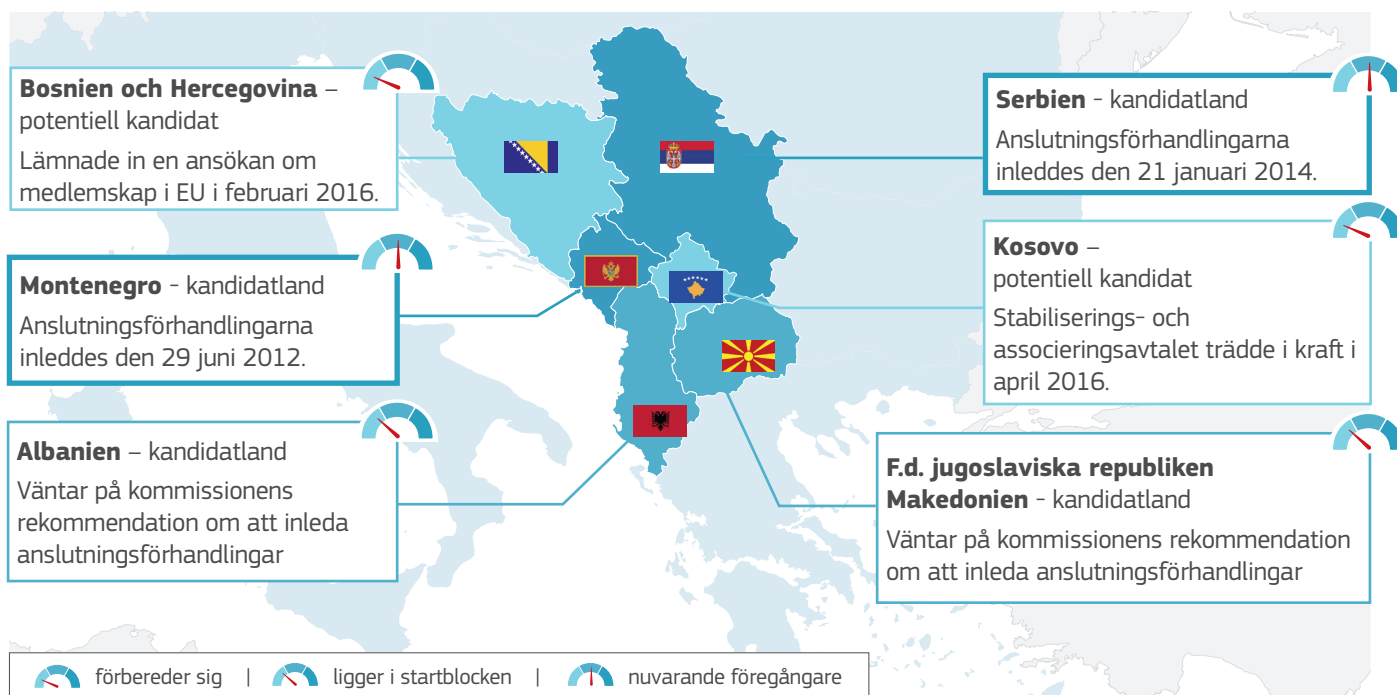 Bosnien och Hercegovina –
potentiell kandidat
Lämnade in en ansökan om
medlemskap i EU i februari 2016.
Montenegro - kandidatland
Anslutningsförhandlingarna
inleddes den 29 juni 2012.
Albanien – kandidatland
Väntar på kommissionens
rekommendation om att inleda
anslutningsförhandlingar
Serbien - kandidatland
Anslutningsförhandlingarna
inleddes den 21 januari 2014.
Kosovo –
potentiell kandidat
Stabiliserings- och
associeringsavtalet trädde i kraft i
april 2016.
F.d. jugoslaviska republiken
Makedonien - kandidatland
Väntar på kommissionens rekommendation
om att inleda anslutningsförhandlingar
förbereder sig | ligger i startblocken | nuvarande föregångare